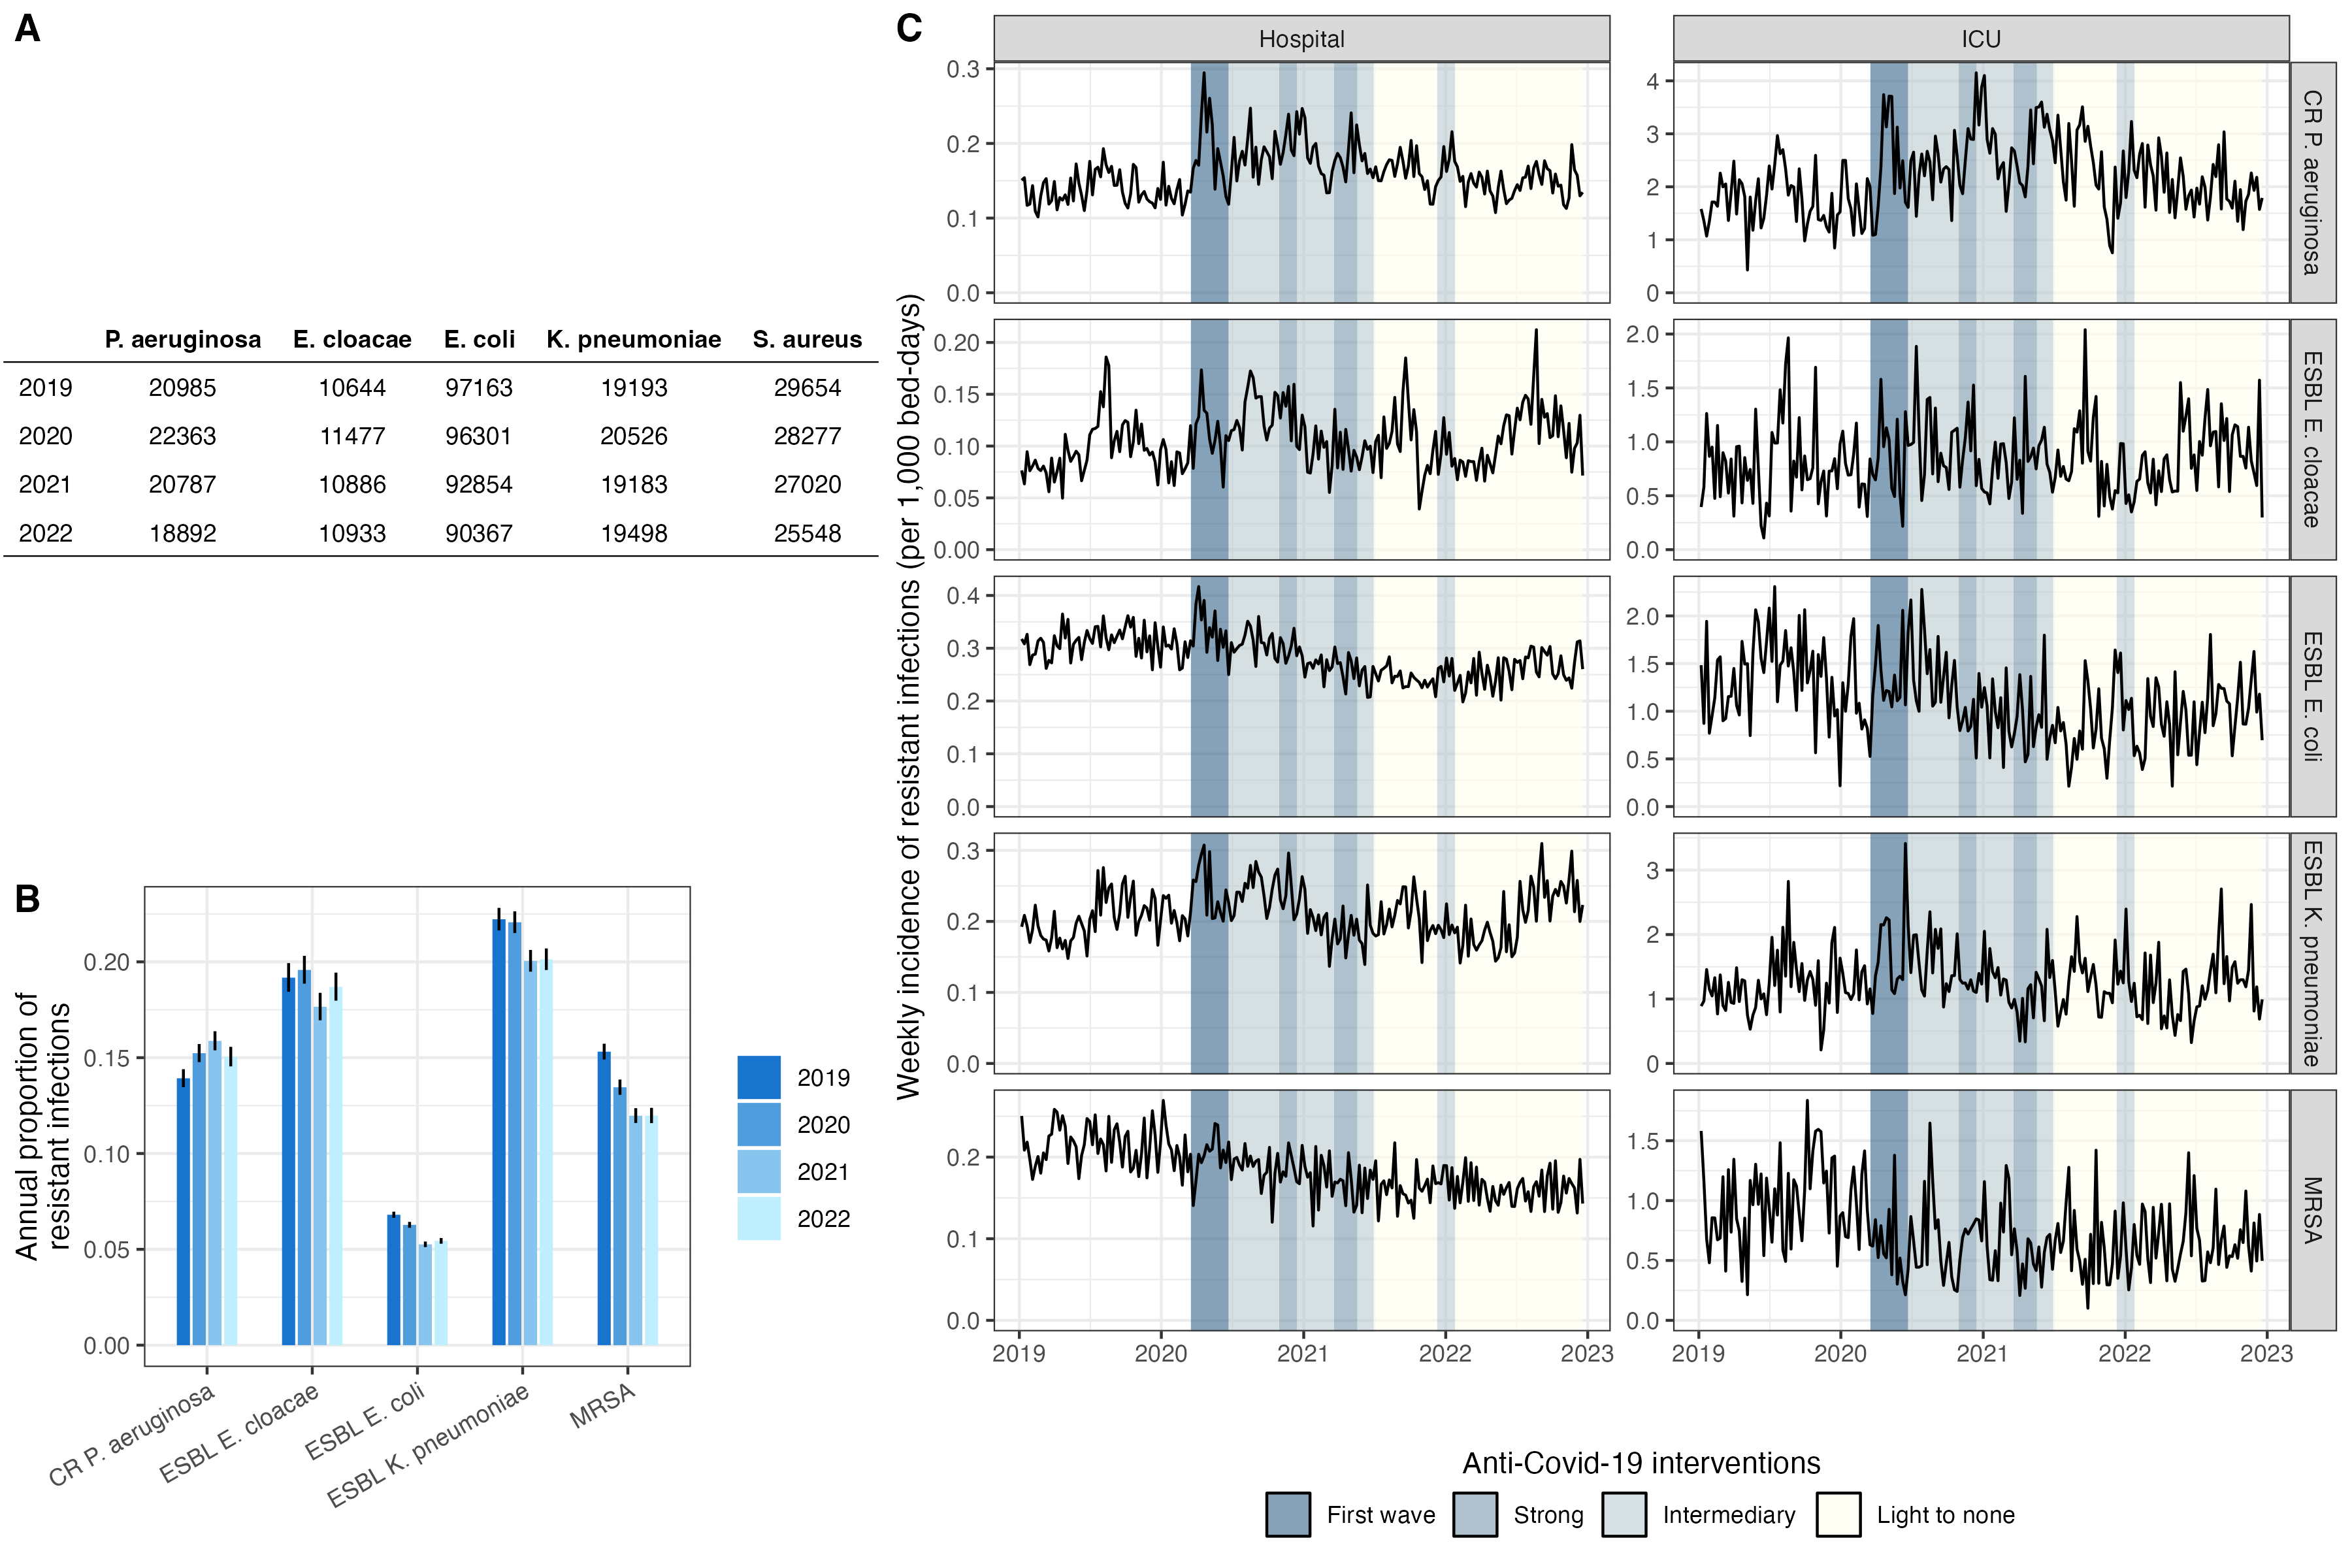 A
P. aeruginosa E. cloacae E. coli K. pneumoniae S. aureus
2019 20985 10644 97163 19193 29654
2020 22363 11477 96301 20526 28277
2021 20787 10886 92854 19183 27020
2022 18892 10933 90367 19498 25548
B
Annual proportion of
resistant infections
0.20
0.15
0.10
0.05
0.00
CR P. aeruginosa
ESBL E. cloacae
ESBL E. coli
ESBL K. pneumoniae
MRSA
2019
2020
2021
2022
C
Weekly incidence of resistant infections (per 1,000 bed-days)
Hospital
ICU
0.3
0.2
0.1
0.0
4
3
2
1
0
CR P. aeruginosa
0.20
0.15
0.10
0.05
0.00
2.0
1.5
1.0
0.5
0.0
ESBL E. cloacae
0.4
0.3
0.2
0.1
0.0
2.0
1.5
1.0
0.5
0.0
ESBL E. coli
0.3
0.2
0.1
0.0
3
2
1
0
ESBL K. pneumoniae
0.2
0.1
0.0
1.5
1.0
0.5
0.0
MRSA
2019 2020 2021 2022 2023
2019 2020 2021 2022 2023
Anti-Covid-19 interventions
First wave Strong Intermediary Light to none